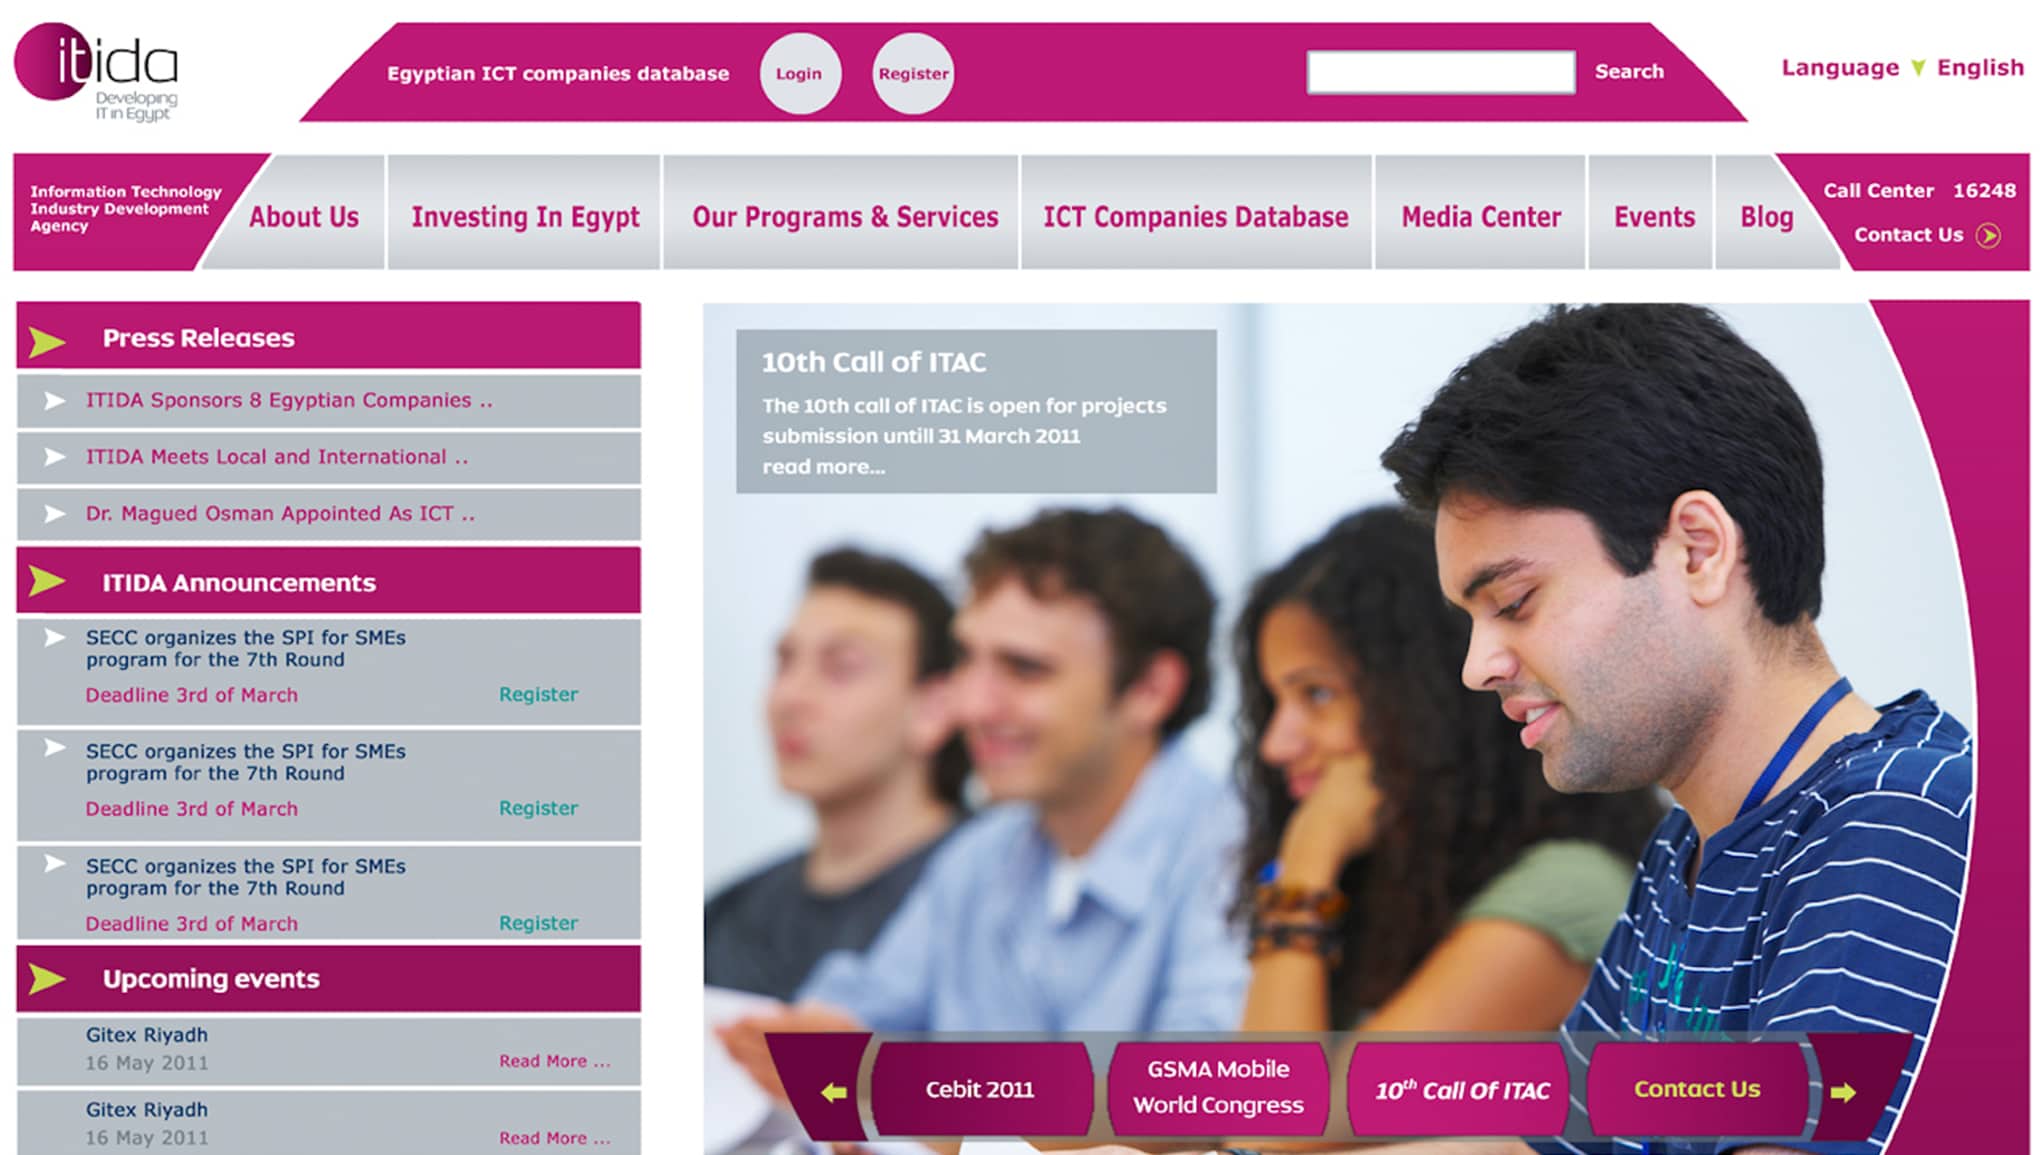 itida
Developing
IT in Egypt
Egyptian ICT companies database
Login
Register
Search
Language English
Information Technology
Industry Development
Agency
About Us
Investing In Egypt
Our Programs & Services
ICT Companies Database
Media Center
Events
Blog
Call Center 16248
Contact Us
Press Releases
ITIDA Sponsors 8 Egyptian Companies ..
ITIDA Meets Local and International ..
Dr. Magued Osman Appointed As ICT ..
ITIDA Announcements
SECC organizes the SPI for SMEs
program for the 7th Round
Deadline 3rd of March Register
SECC organizes the SPI for SMEs
program for the 7th Round
Deadline 3rd of March Register
SECC organizes the SPI for SMEs
program for the 7th Round
Deadline 3rd of March Register
Upcoming events
Gitex Riyadh
16 May 2011 Read More ...
Gitex Riyadh
16 May 2011 Read More ...
10th Call of ITAC
The 10th call of ITAC is open for projects
submission untill 31 March 2011
read more...
Cebit 2011
GSMA Mobile
World Congress
10th Call Of ITAC
Contact Us